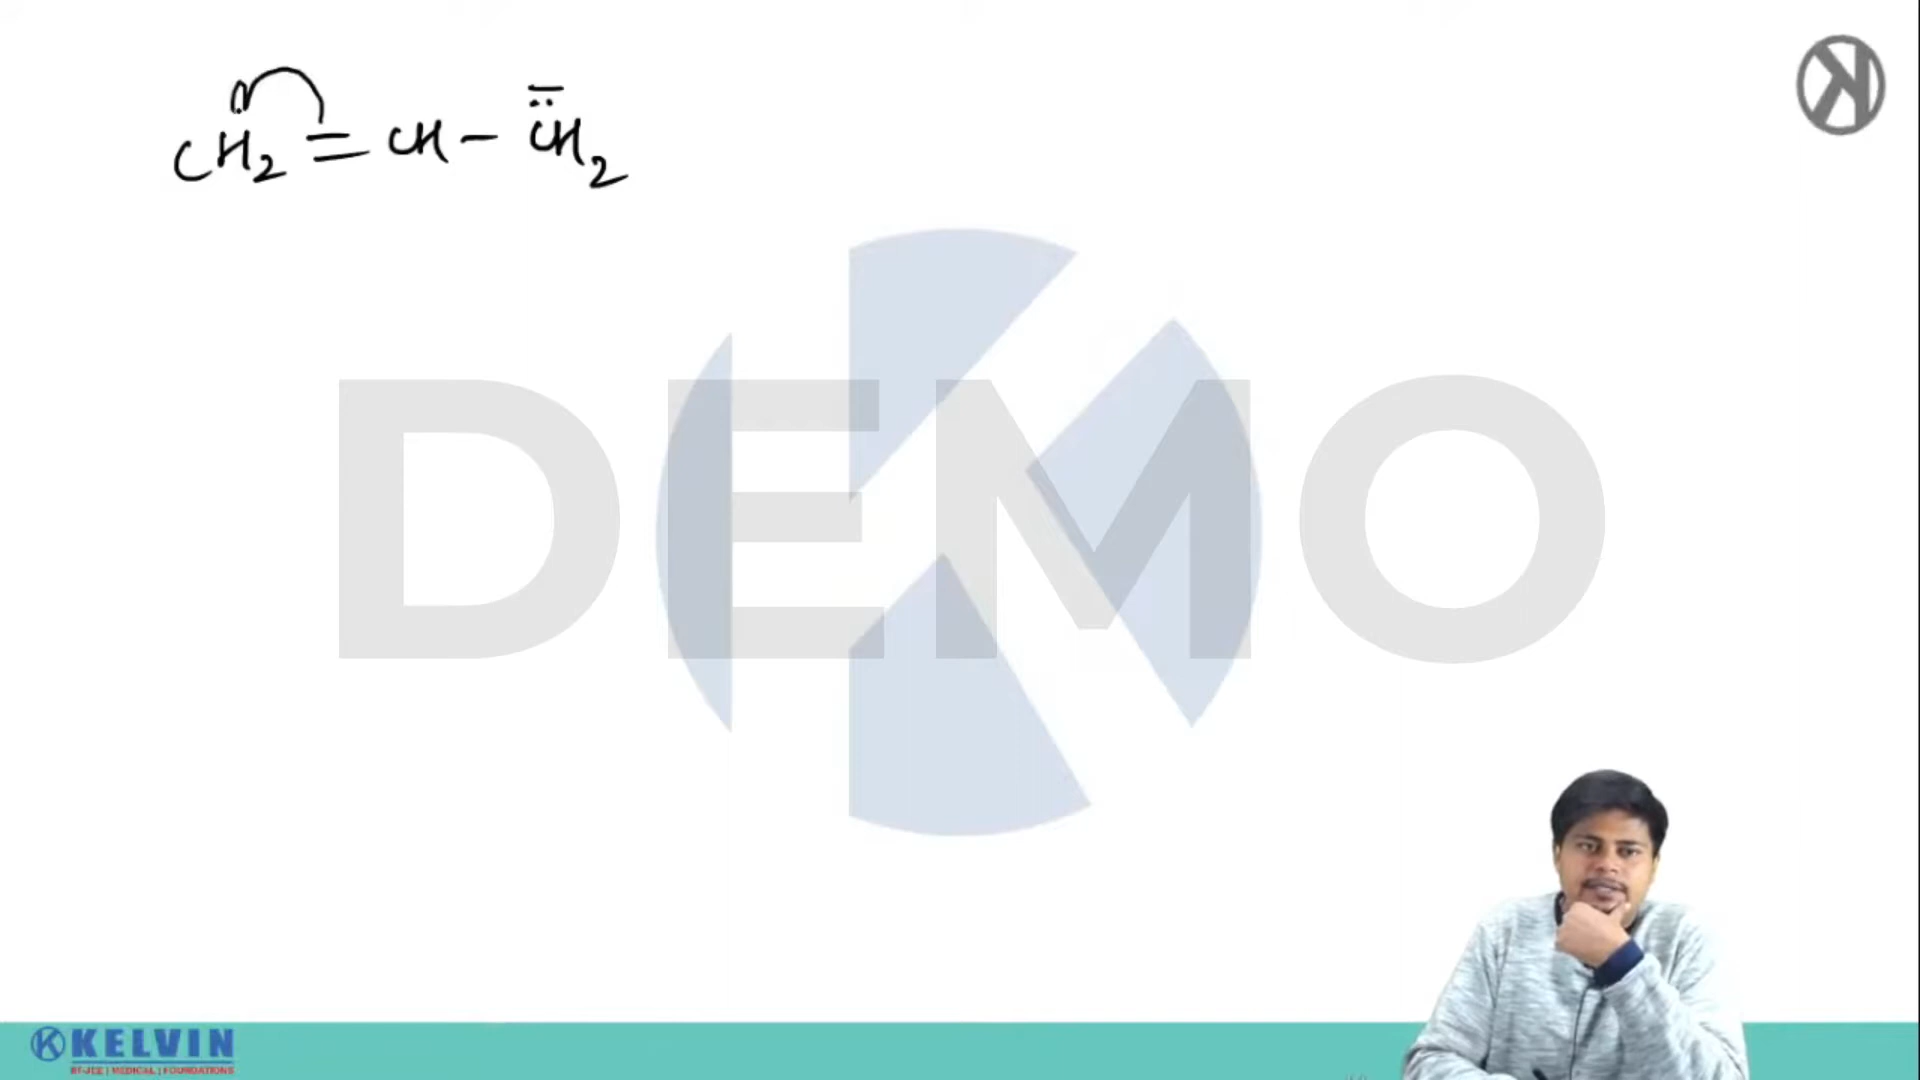 CH2 = CH - C̈̄H2
DEMO
KELVIN
IIT-JEE | MEDICAL | FOUNDATIONS